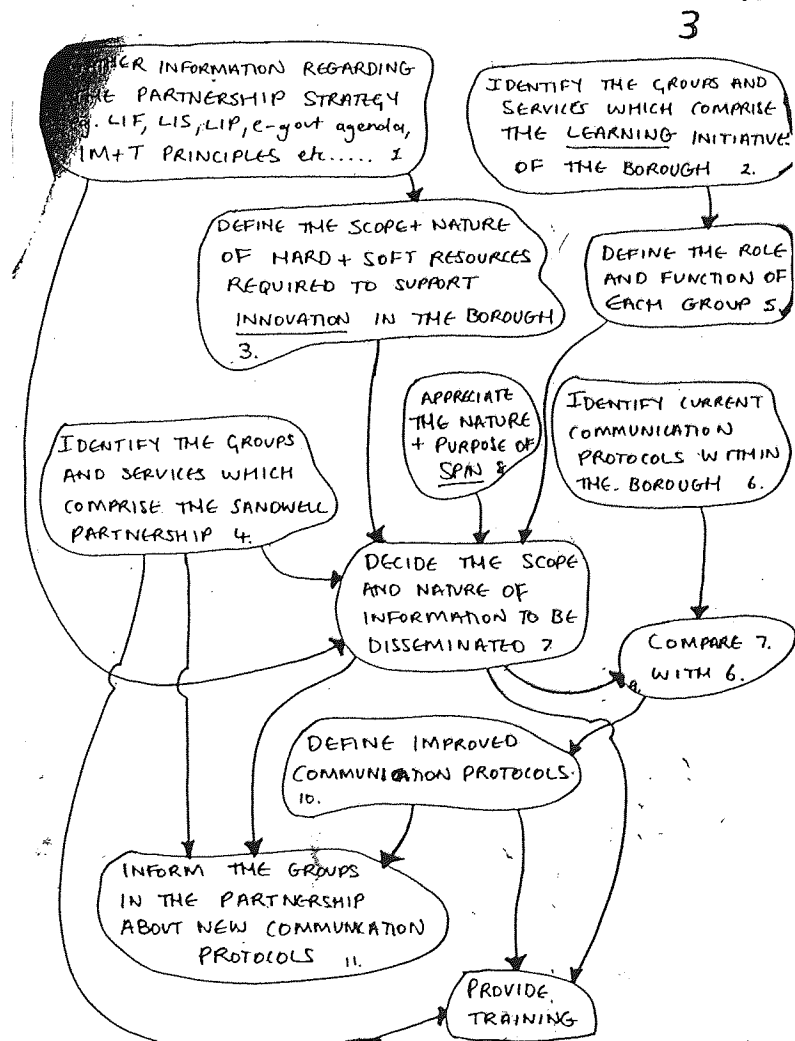 3
INFORMATION REGARDING
PARTNERSHIP STRATEGY
LIF, LIS, LIP, e-govt agenda,
IM+T PRINCIPLES etc..... 1
IDENTIFY THE GROUPS AND
SERVICES WHICH COMPRISE
THE LEARNING INITIATIVE
OF THE BOROUGH 2.
DEFINE THE SCOPE + NATURE
OF HARD + SOFT RESOURCES
REQUIRED TO SUPPORT
INNOVATION IN THE BOROUGH
3.
DEFINE THE ROLE
AND FUNCTION OF
EACH GROUP 5.
APPRECIATE
THE NATURE
+ PURPOSE OF
SPIN 8
IDENTIFY CURRENT
COMMUNICATION
PROTOCOLS WITHIN
THE BOROUGH 6.
IDENTIFY THE GROUPS
AND SERVICES WHICH
COMPRISE THE SANDWELL
PARTNERSHIP 4.
DECIDE THE SCOPE
AND NATURE OF
INFORMATION TO BE
DISSEMINATED 7
COMPARE 7.
WITH 6.
9.
DEFINE IMPROVED
COMMUNICATION PROTOCOLS.
10.
INFORM THE GROUPS
IN THE PARTNERSHIP
ABOUT NEW COMMUNICATION
PROTOCOLS 11.
PROVIDE
TRAINING